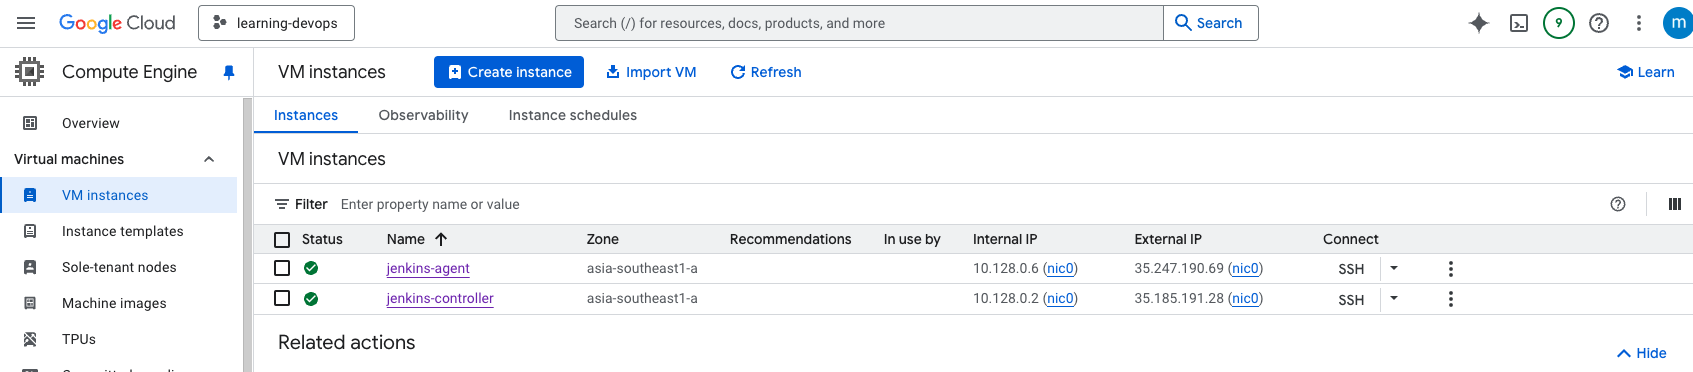 Google Cloud
learning-devops
Search (/) for resources, docs, products, and more
Search
9
m
Compute Engine
VM instances
Create instance
Import VM
Refresh
Learn
Overview
Virtual machines
VM instances
Instance templates
Sole-tenant nodes
Machine images
TPUs
Instances
Observability
Instance schedules
VM instances
Filter Enter property name or value
Status Name Zone Recommendations In use by Internal IP External IP Connect
jenkins-agent asia-southeast1-a 10.128.0.6 (nic0) 35.247.190.69 (nic0) SSH
jenkins-controller asia-southeast1-a 10.128.0.2 (nic0) 35.185.191.28 (nic0) SSH
Related actions
Hide